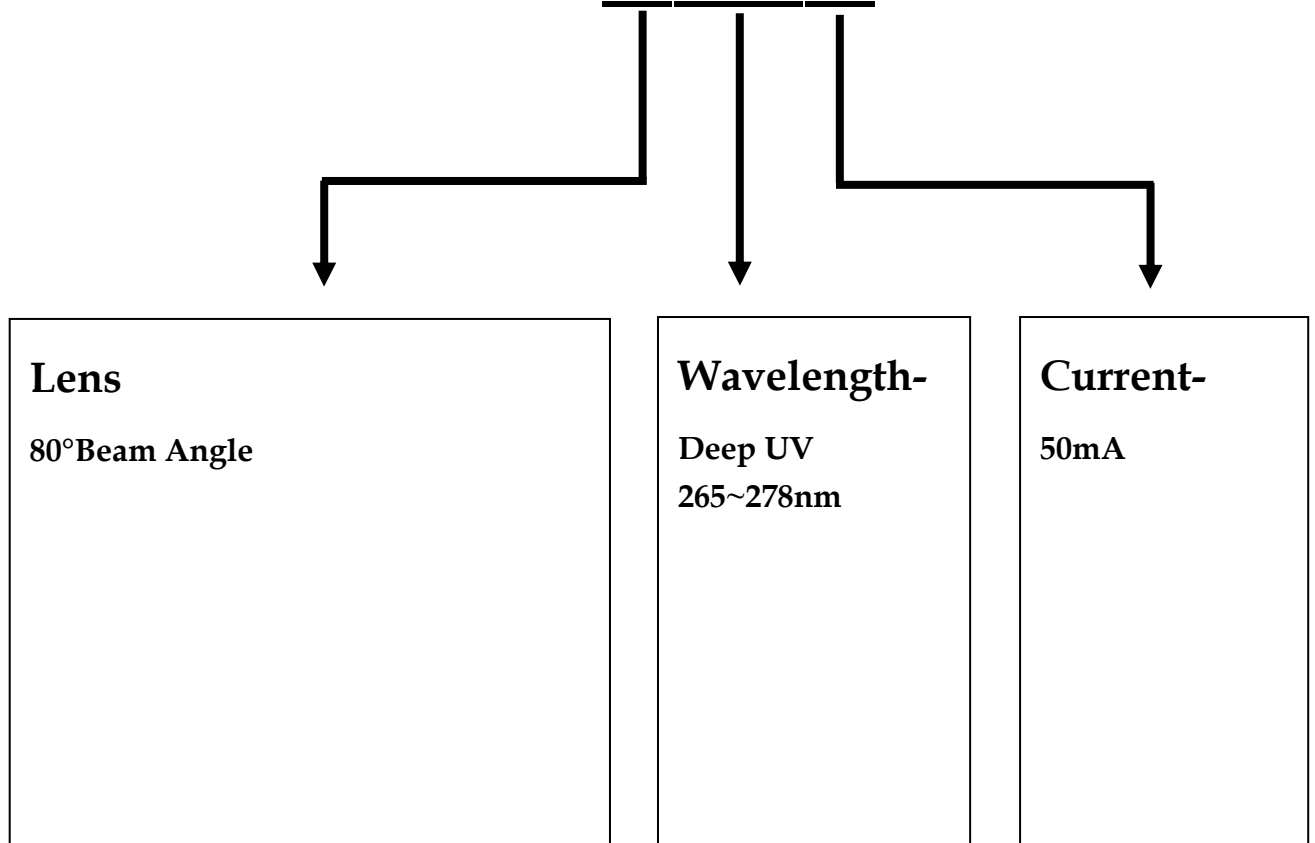 Lens
80°Beam Angle
Wavelength-
Deep UV
265~278nm
Current-
50mA